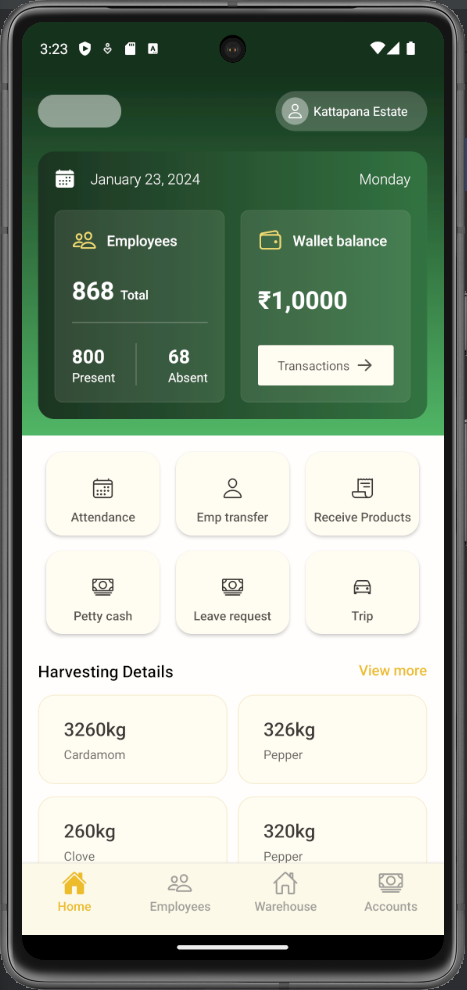 3:23
Kattapana Estate
January 23, 2024 Monday
Employees
868 Total
800 68
Present Absent
Wallet balance
₹1,0000
Transactions
Attendance Emp transfer Receive Products
Petty cash Leave request Trip
Harvesting Details View more
3260kg 326kg
Cardamom Pepper
260kg 320kg
Clove Pepper
Home Employees Warehouse Accounts